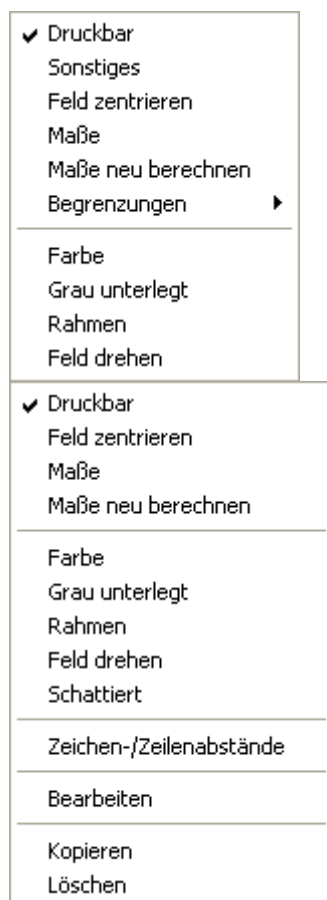 Druckbar
Sonstiges
Feld zentrieren
Maße
Maße neu berechnen
Begrenzungen
Farbe
Grau unterlegt
Rahmen
Feld drehen
Druckbar
Feld zentrieren
Maße
Maße neu berechnen
Farbe
Grau unterlegt
Rahmen
Feld drehen
Schattiert
Zeichen-/Zeilenabstände
Bearbeiten
Kopieren
Löschen